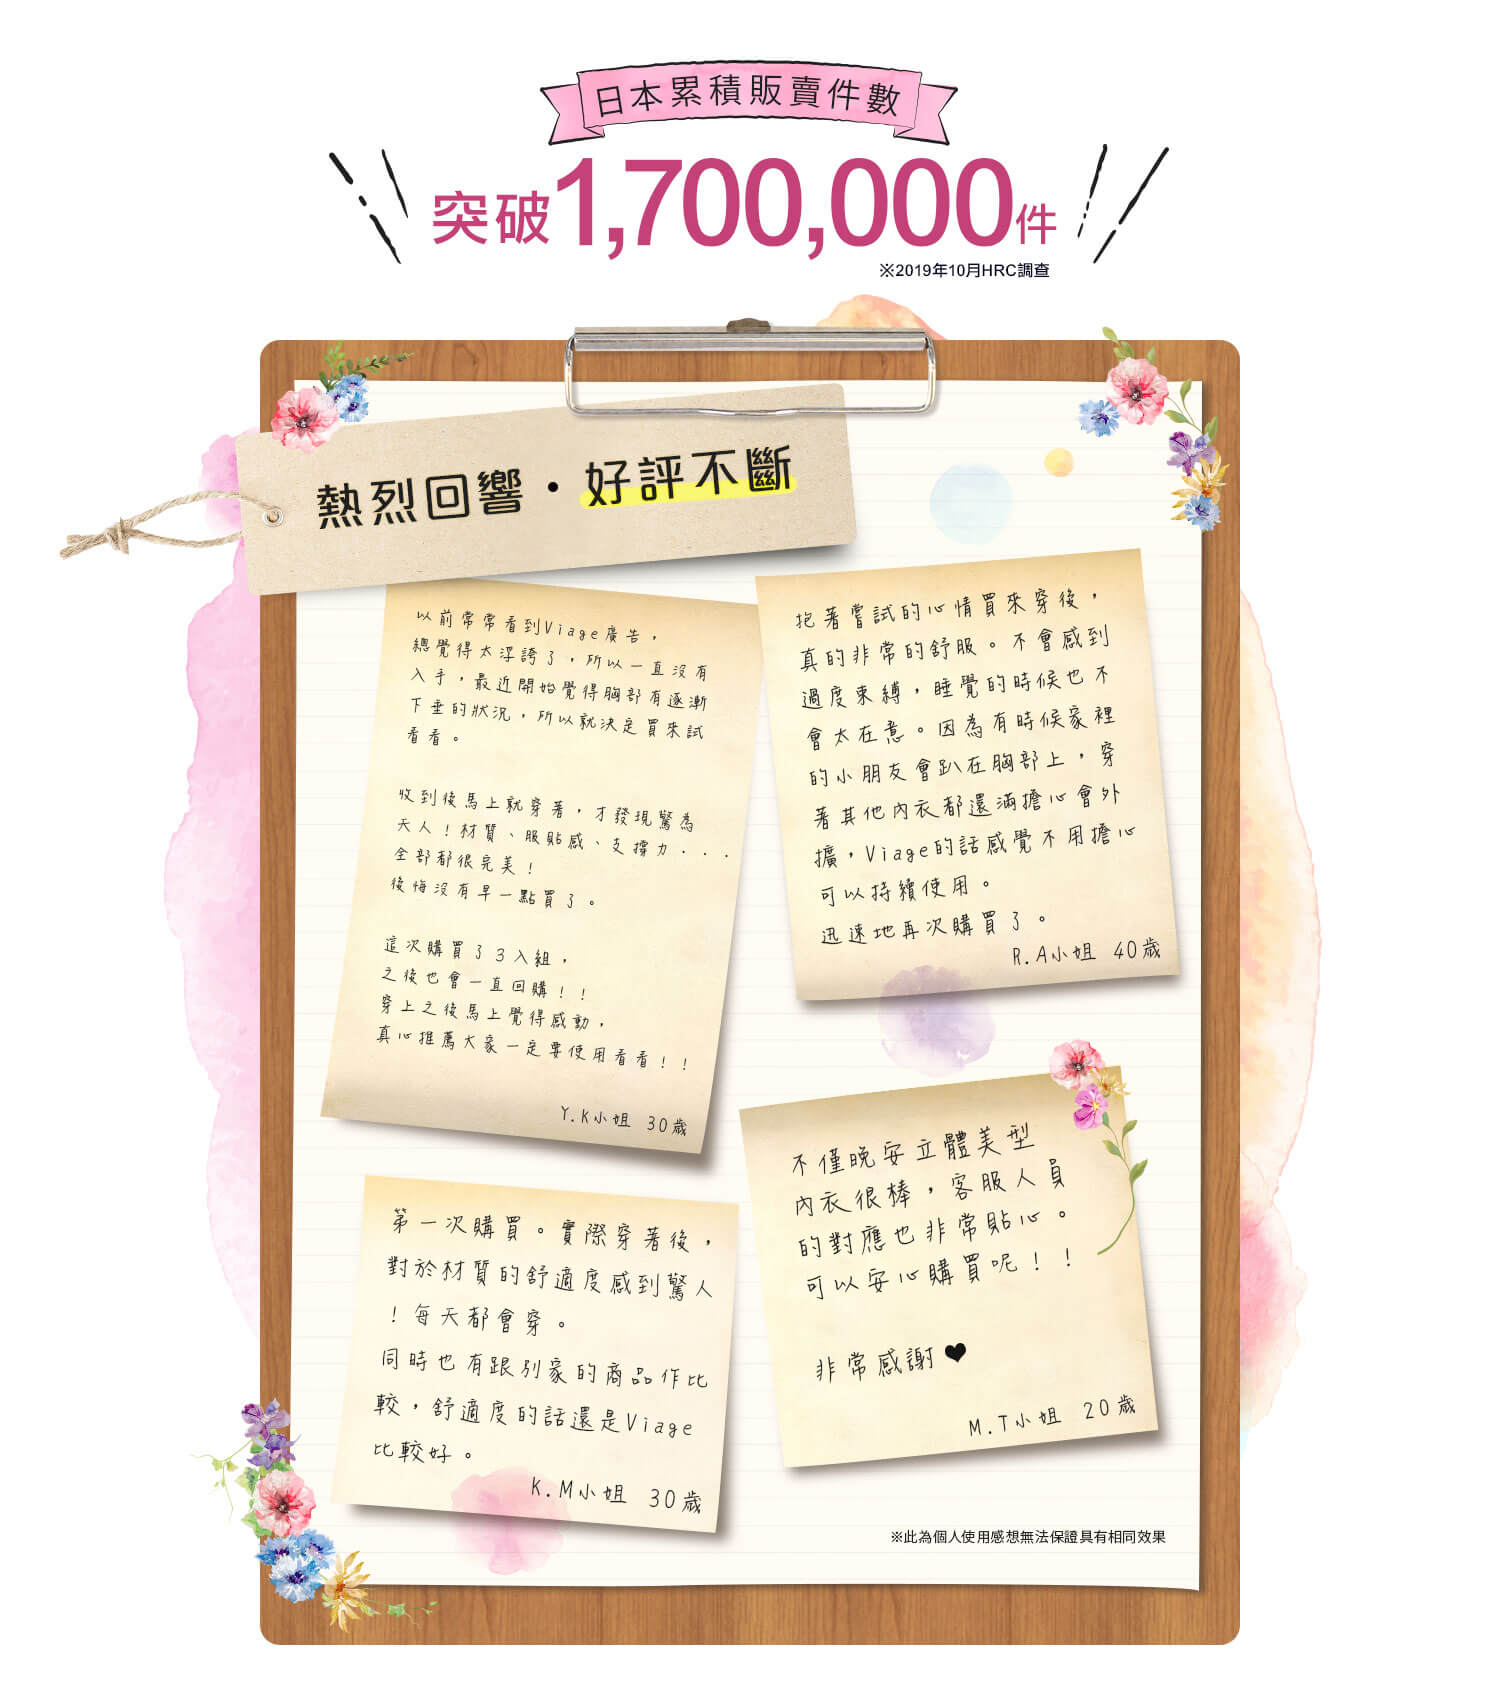 日本累積販賣件數
突破1,700,000件
※2019年10月HRC調查
熱烈回響・好評不斷
以前常常看到Viage廣告，
總覺得太浮誇了，所以一直沒有
入手，最近開始覺得胸部有逐漸
下垂的狀況，所以就決定買來試
看看。
收到後馬上就穿著，才發現驚為
天人！材質、服貼感、支撐力...
全部都很完美！
後悔沒有早一點買了。
這次購買了3入組，
之後也會一直回購！！
穿上之後馬上覺得感動，
真心推薦大家一定要使用看看！！
Y.K小姐 30歲
抱著嘗試的心情買來穿後，
真的非常的舒服。不會感到
過度束縛，睡覺的時候也不
會太在意。因為有時候家裡
的小朋友會趴在胸部上，穿
著其他內衣都還滿擔心會外
擴，Viage的話感覺不用擔心
可以持續使用。
迅速地再次購買了。
R.A小姐 40歲
第一次購買。實際穿著後，
對於材質的舒適度感到驚人
！每天都會穿。
同時也有跟別家的商品作比
較，舒適度的話還是Viage
比較好。
K.M小姐 30歲
不僅晚安立體美型
內衣很棒，客服人員
的對應也非常貼心。
可以安心購買呢！！
非常感謝❤
M.T小姐 20歲
※此為個人使用感想無法保證具有相同效果